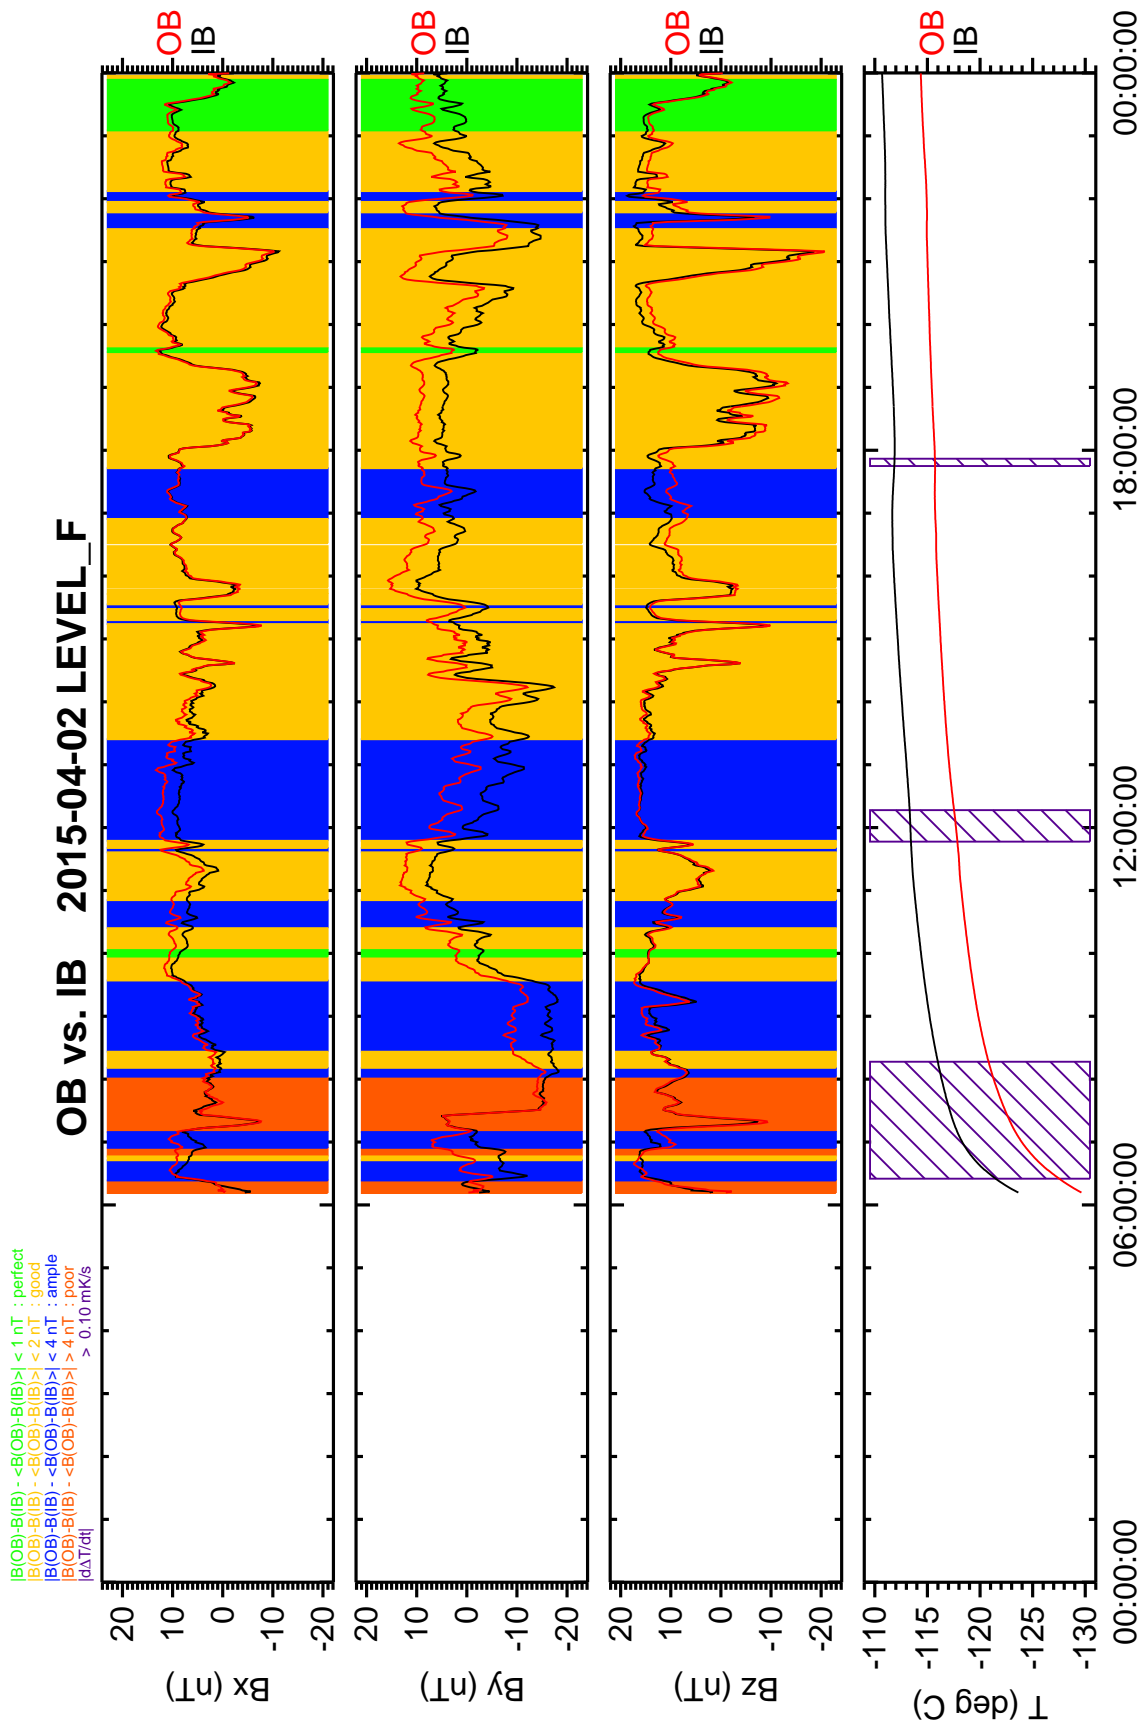 |B(OB)-B(IB) - <B(OB)-B(IB)>| < 1 nT : perfect
|B(OB)-B(IB) - <B(OB)-B(IB)>| < 2 nT : good
|B(OB)-B(IB) - <B(OB)-B(IB)>| < 4 nT : ample
|B(OB)-B(IB) - <B(OB)-B(IB)>| > 4 nT : poor
|dΔT/dt| > 0.10 mK/s
OB vs. IB 2015-04-02 LEVEL_F
Bx (nT)
20
10
0
-10
-20
OB
IB
By (nT)
20
10
0
-10
-20
OB
IB
Bz (nT)
20
10
0
-10
-20
OB
IB
T (deg C)
-110
-115
-120
-125
-130
OB
IB
00:00:00 06:00:00 12:00:00 18:00:00 00:00:00